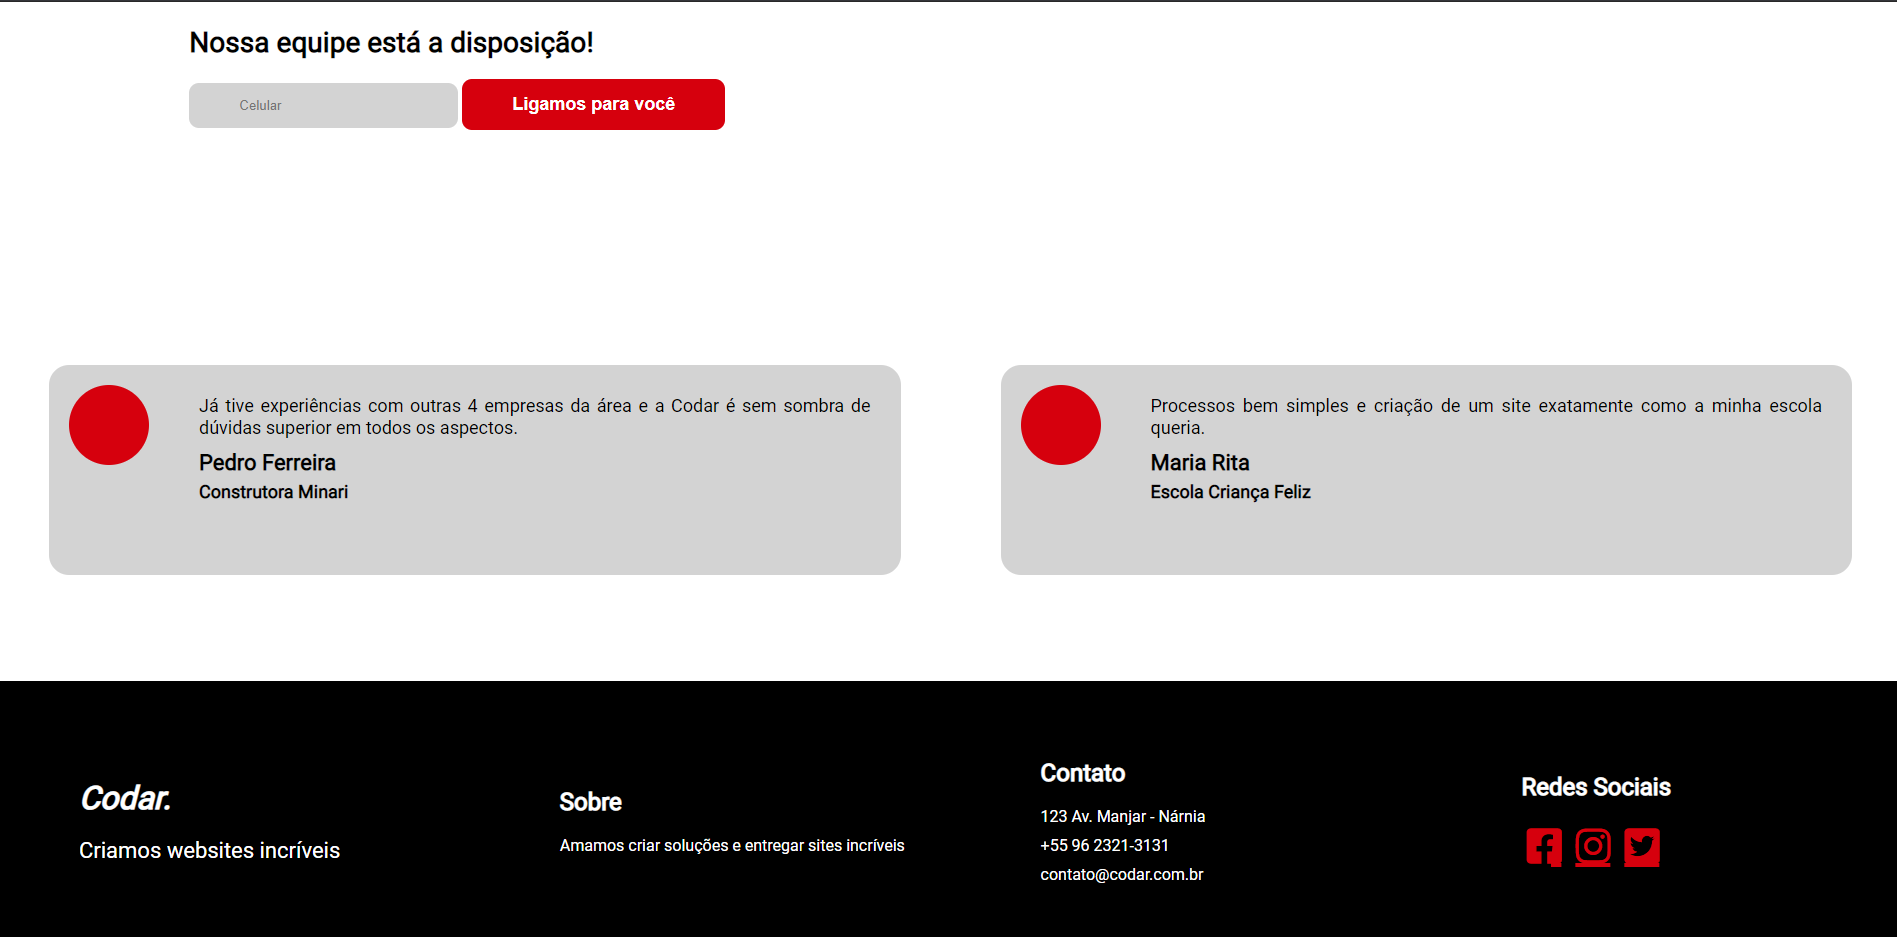 Nossa equipe está a disposição!
Celular
Ligamos para você
Já tive experiências com outras 4 empresas da área e a Codar é sem sombra de
dúvidas superior em todos os aspectos.
Pedro Ferreira
Construtora Minari
Processos bem simples e criação de um site exatamente como a minha escola
queria.
Maria Rita
Escola Criança Feliz
Codar.
Criamos websites incríveis
Sobre
Amamos criar soluções e entregar sites incríveis
Contato
123 Av. Manjar - Nárnia
+55 96 2321-3131
contato@codar.com.br
Redes Sociais